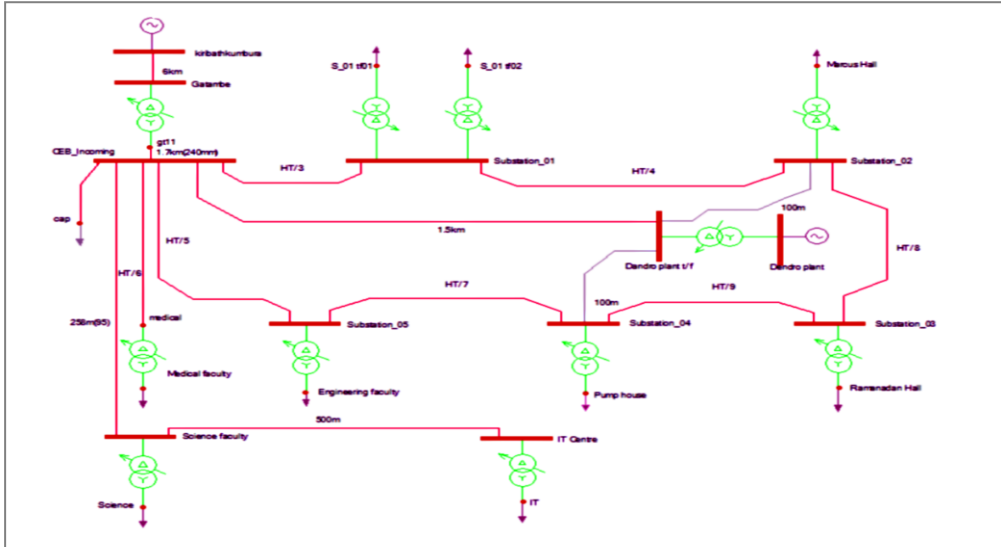 kiribathkumbura
6km
Gatambe
gt11
1.7km(240mm)
CEB_Incoming
S_01 tf01
S_01 tf02
Marcus Hall
Substation_01
Substation_02
HT/3
HT/4
cap
1.5km
100m
HT/5
HT/6
Dendro plant t/f
Dendro plant
HT/8
HT/7
100m
HT/9
258m(95)
medical
Substation_05
Substation_04
Substation_03
Medical faculty
Engineering faculty
Pump house
Ramanadan Hall
500m
Science faculty
IT Centre
Science
IT